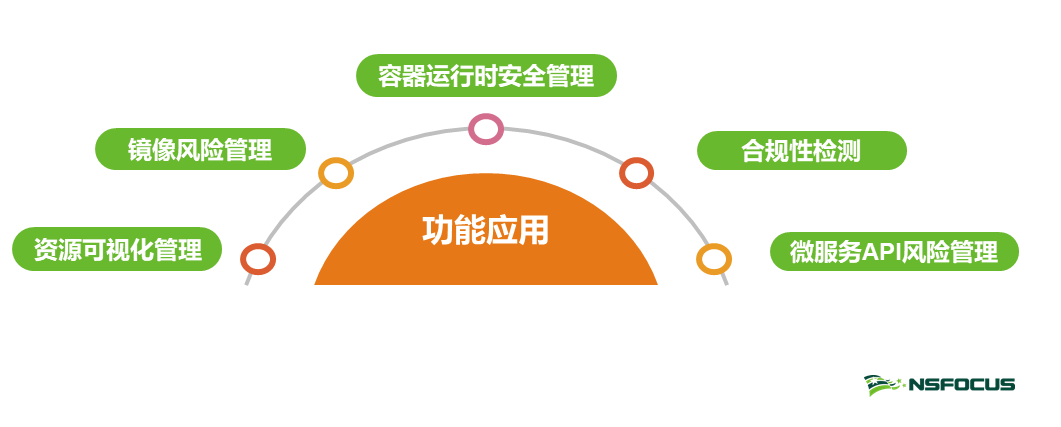 容器运行时安全管理
镜像风险管理
合规性检测
功能应用
资源可视化管理
微服务API风险管理
NSFOCUS